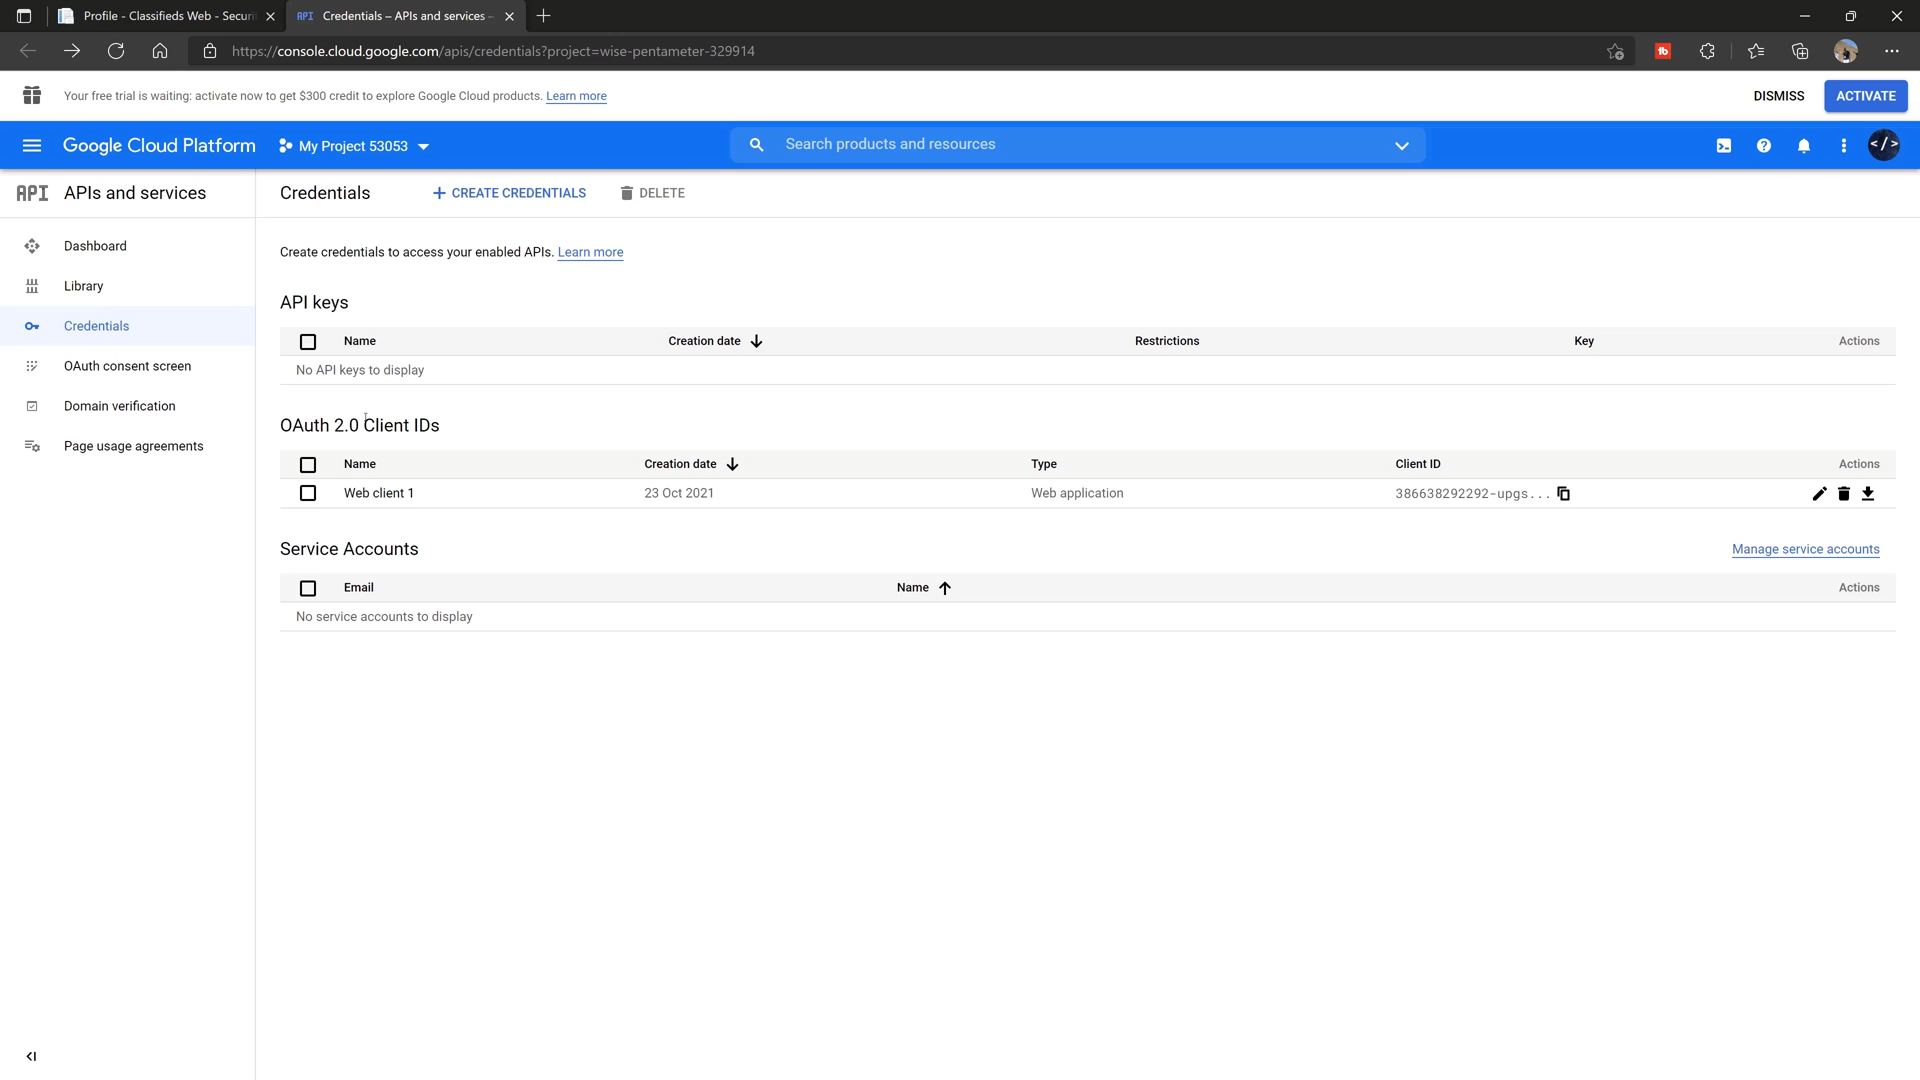 Profile - Classifieds Web - Securi
API Credentials – APIs and services –
https://console.cloud.google.com/apis/credentials?project=wise-pentameter-329914
Your free trial is waiting: activate now to get $300 credit to explore Google Cloud products. Learn more
DISMISS
ACTIVATE
Google Cloud Platform
My Project 53053
Search products and resources
</>
API APIs and services
Credentials
+ CREATE CREDENTIALS
DELETE
Dashboard
Library
Credentials
OAuth consent screen
Domain verification
Page usage agreements
Create credentials to access your enabled APIs. Learn more
API keys
Name Creation date Restrictions Key Actions
No API keys to display
OAuth 2.0 Client IDs
Name Creation date Type Client ID Actions
Web client 1 23 Oct 2021 Web application 386638292292-upgs...
Service Accounts
Manage service accounts
Email Name Actions
No service accounts to display